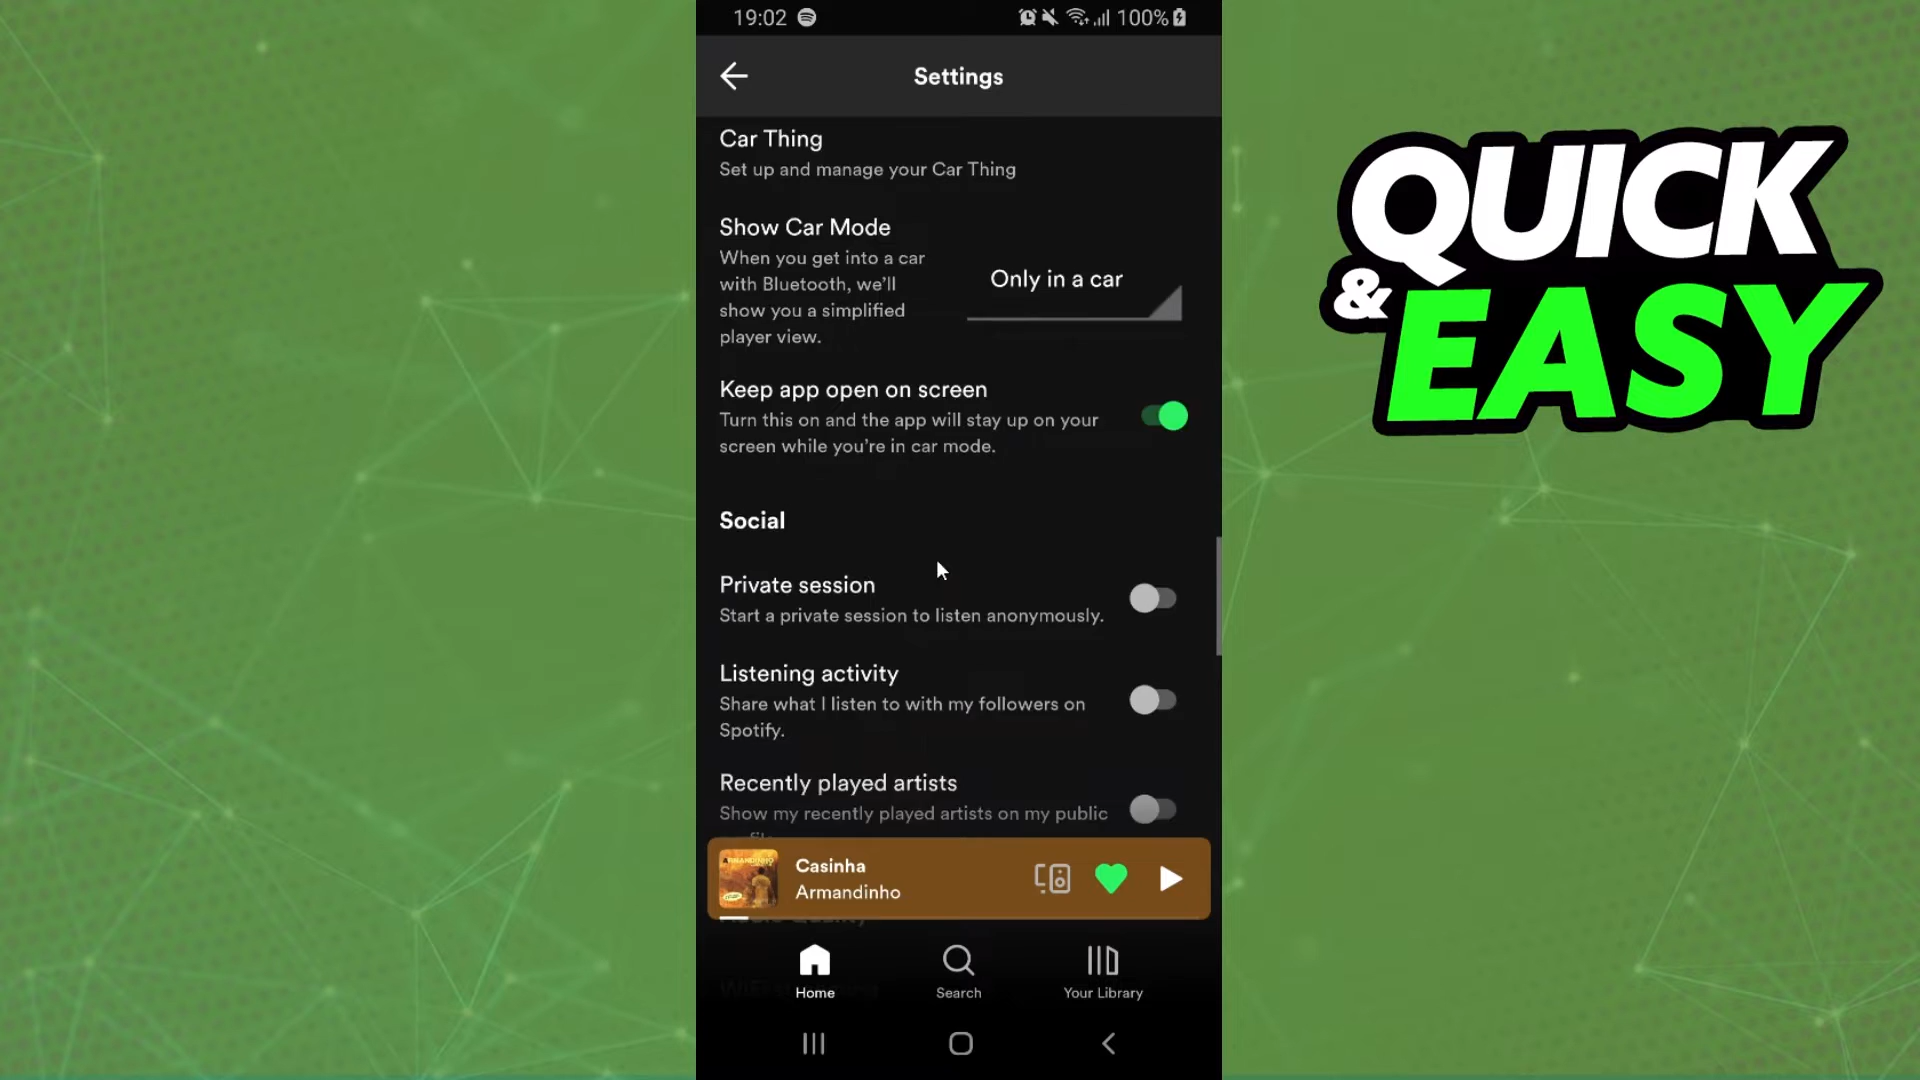 19:02
100%
Settings
Car Thing
Set up and manage your Car Thing
Show Car Mode
When you get into a car
with Bluetooth, we'll
show you a simplified
player view.
Only in a car
Keep app open on screen
Turn this on and the app will stay up on your
screen while you're in car mode.
Social
Private session
Start a private session to listen anonymously.
Listening activity
Share what I listen to with my followers on
Spotify.
Recently played artists
Show my recently played artists on my public
ARMANDINHO
Casinha
Armandinho
Audio Quality
Home
Search
Your Library
QUICK
&
EASY